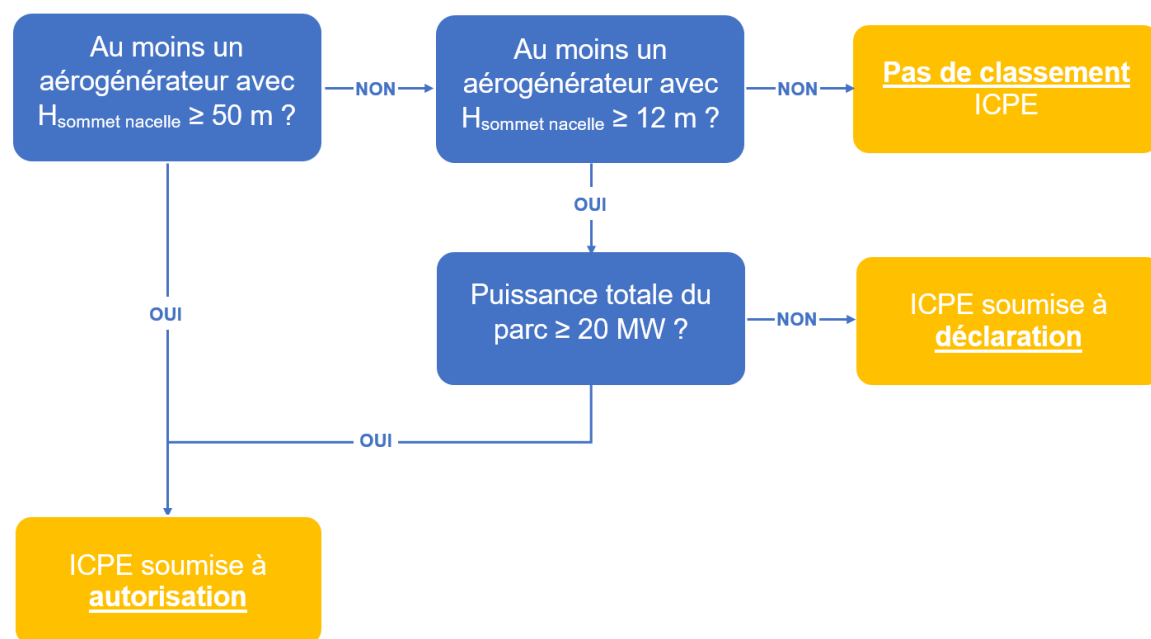 Au moins un
aérogénérateur avec
Hsommet nacelle ≥ 50 m ?
NON
Au moins un
aérogénérateur avec
Hsommet nacelle ≥ 12 m ?
NON
Pas de classement
ICPE
OUI
OUI
Puissance totale du
parc ≥ 20 MW ?
NON
ICPE soumise à
déclaration
OUI
ICPE soumise à
autorisation